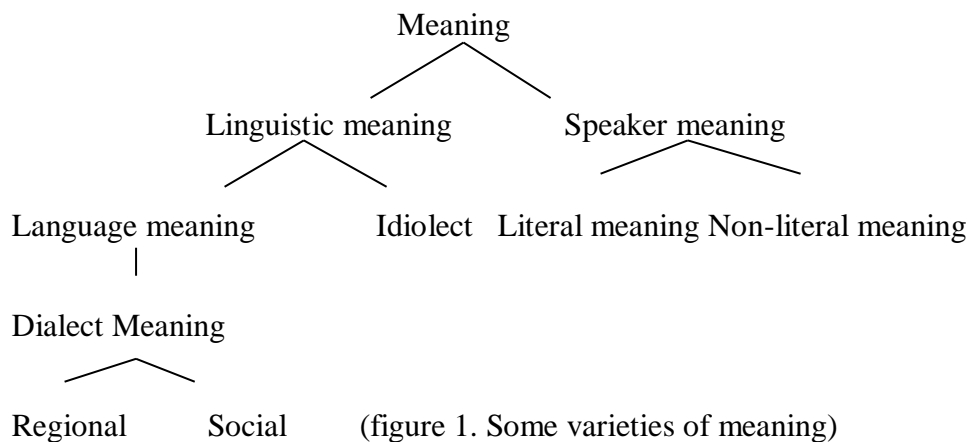 Meaning
Linguistic meaning Speaker meaning
Language meaning Idiolect Literal meaning Non-literal meaning
Dialect Meaning
Regional Social (figure 1. Some varieties of meaning)